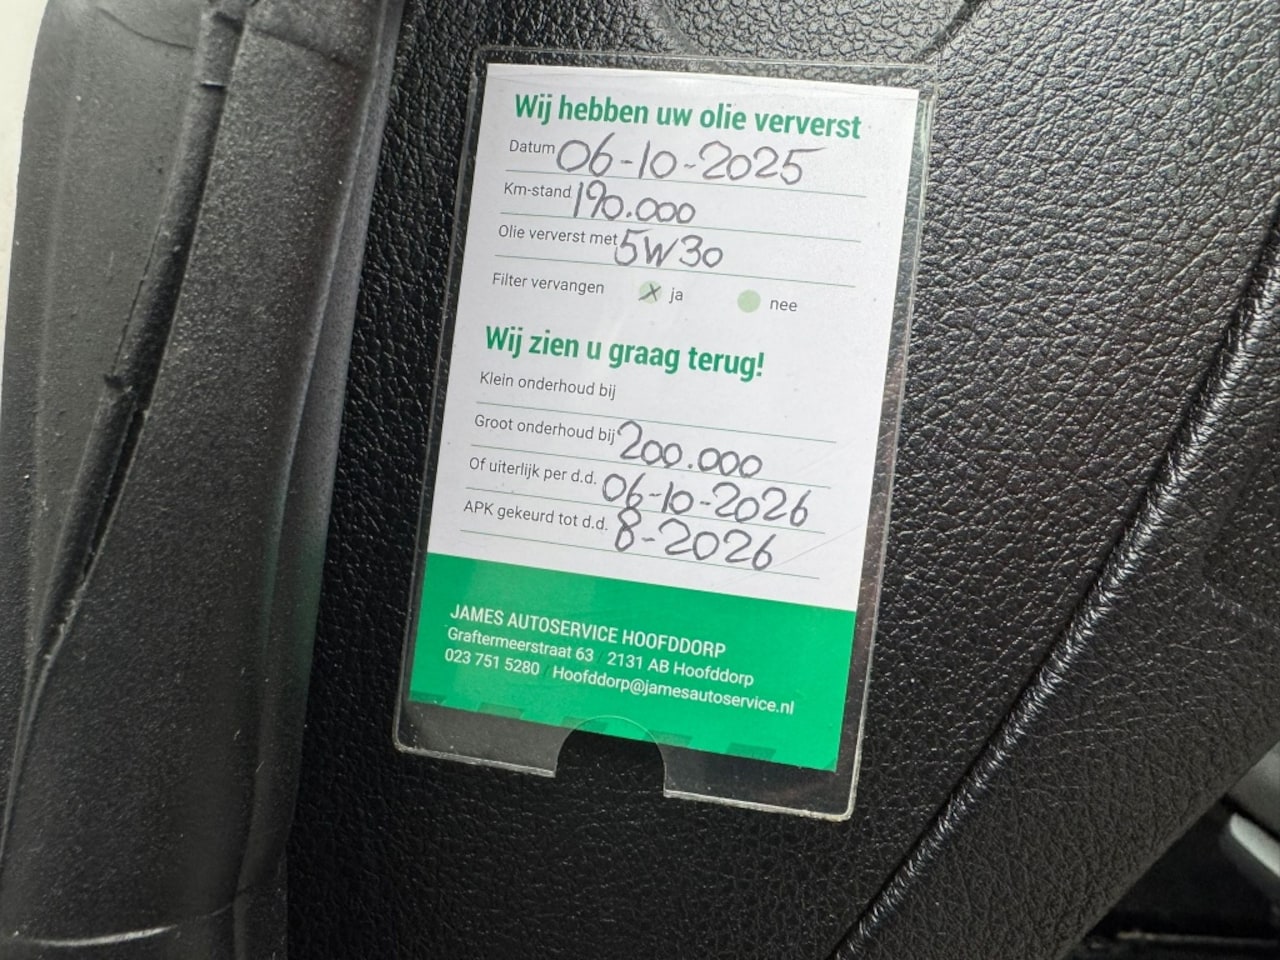 Wij hebben uw olie ververst
Datum 06-10-2025
Km-stand 190.000
Olie ververst met 5W30
Filter vervangen X ja nee
Wij zien u graag terug!
Klein onderhoud bij
Groot onderhoud bij 200.000
Of uiterlijk per d.d. 06-10-2026
APK gekeurd tot d.d. 8-2026
JAMES AUTOSERVICE HOOFDDORP
Graftermeerstraat 63 / 2131 AB Hoofddorp
023 751 5280 / Hoofddorp@jamesautoservice.nl